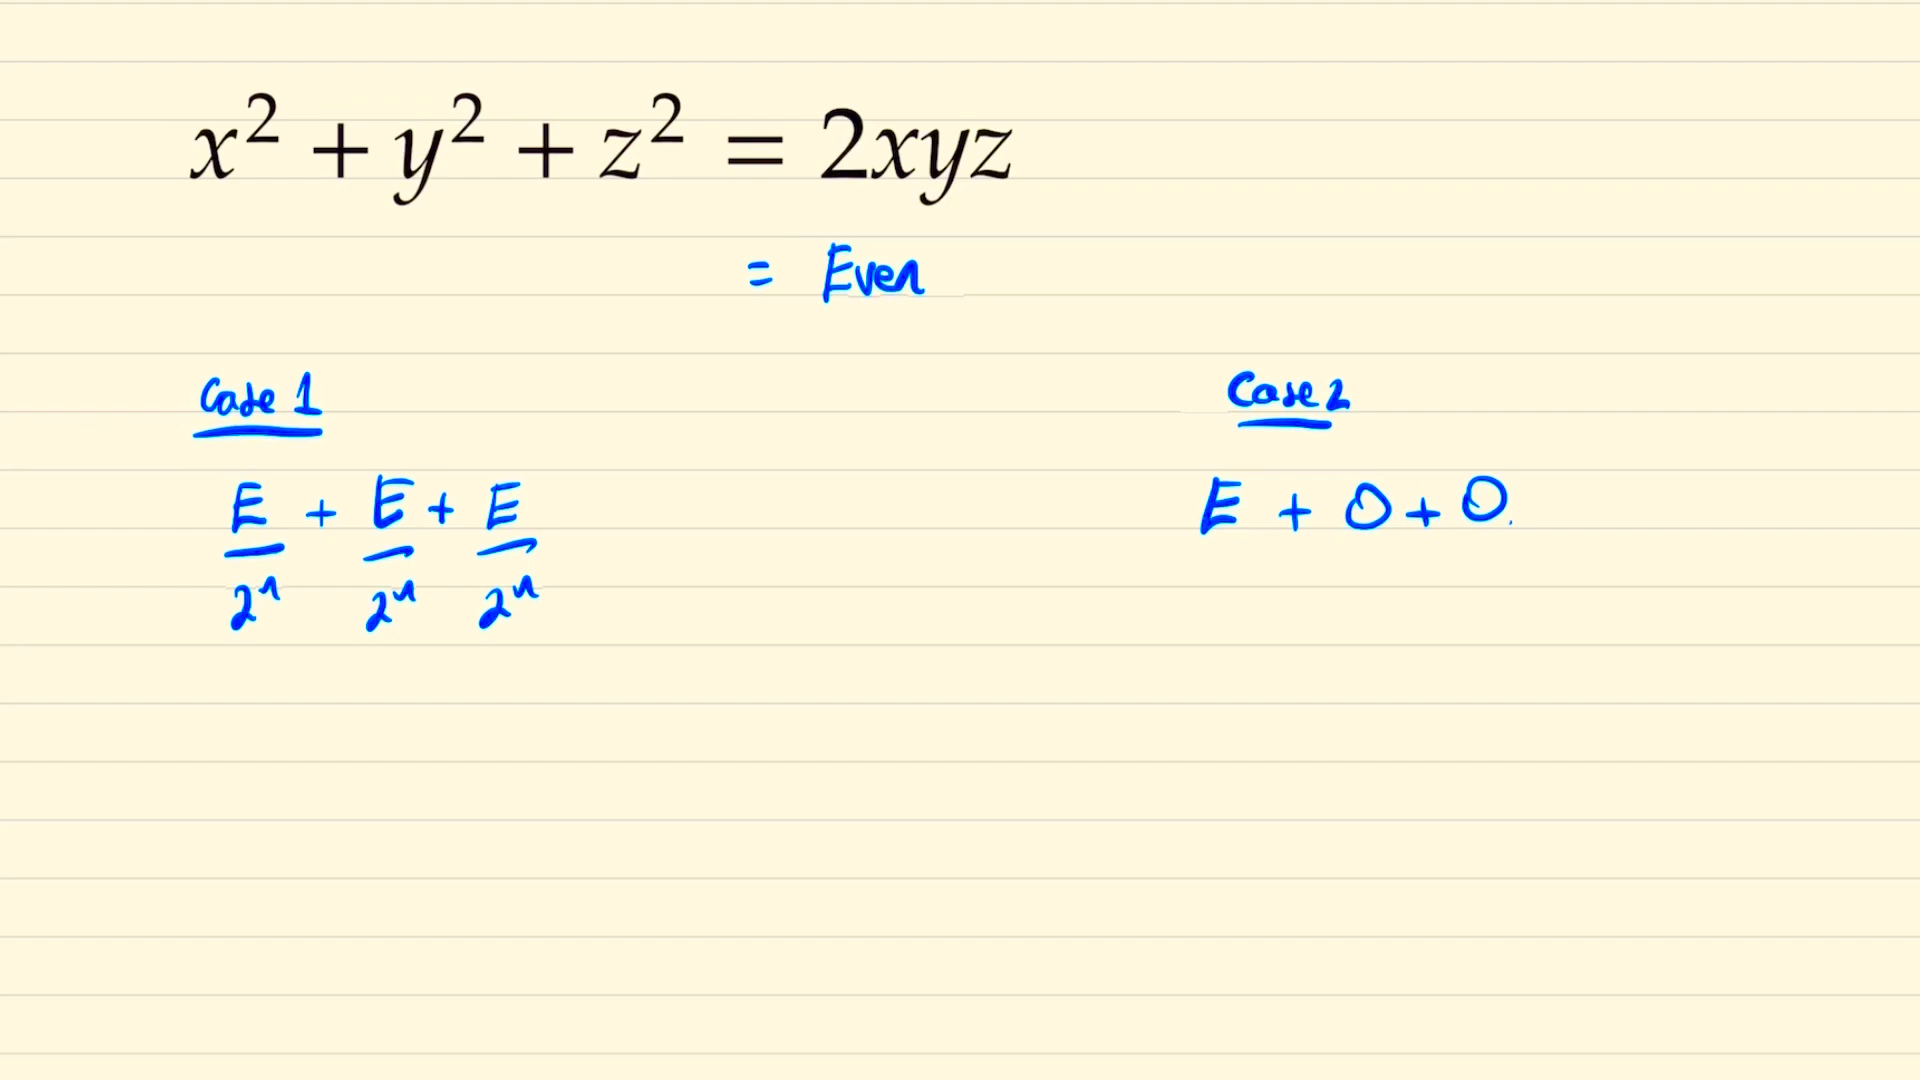 x² + y² + z² = 2xyz
= Even
Case 1
Case 2
E + E + E
E + O + O
2ⁿ 2ⁿ 2ⁿ